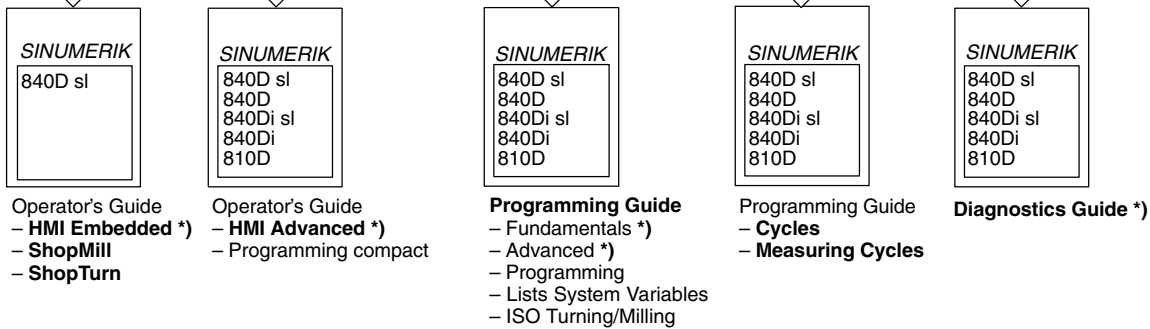 SINUMERIK
840D sl
Operator's Guide
– HMI Embedded *)
– ShopMill
– ShopTurn
SINUMERIK
840D sl
840D
840Di sl
840Di
810D
Operator's Guide
– HMI Advanced *)
– Programming compact
SINUMERIK
840D sl
840D
840Di sl
840Di
810D
Programming Guide
– Fundamentals *)
– Advanced *)
– Programming
– Lists System Variables
– ISO Turning/Milling
SINUMERIK
840D sl
840D
840Di sl
840Di
810D
Programming Guide
– Cycles
– Measuring Cycles
SINUMERIK
840D sl
840D
840Di sl
840Di
810D
Diagnostics Guide *)